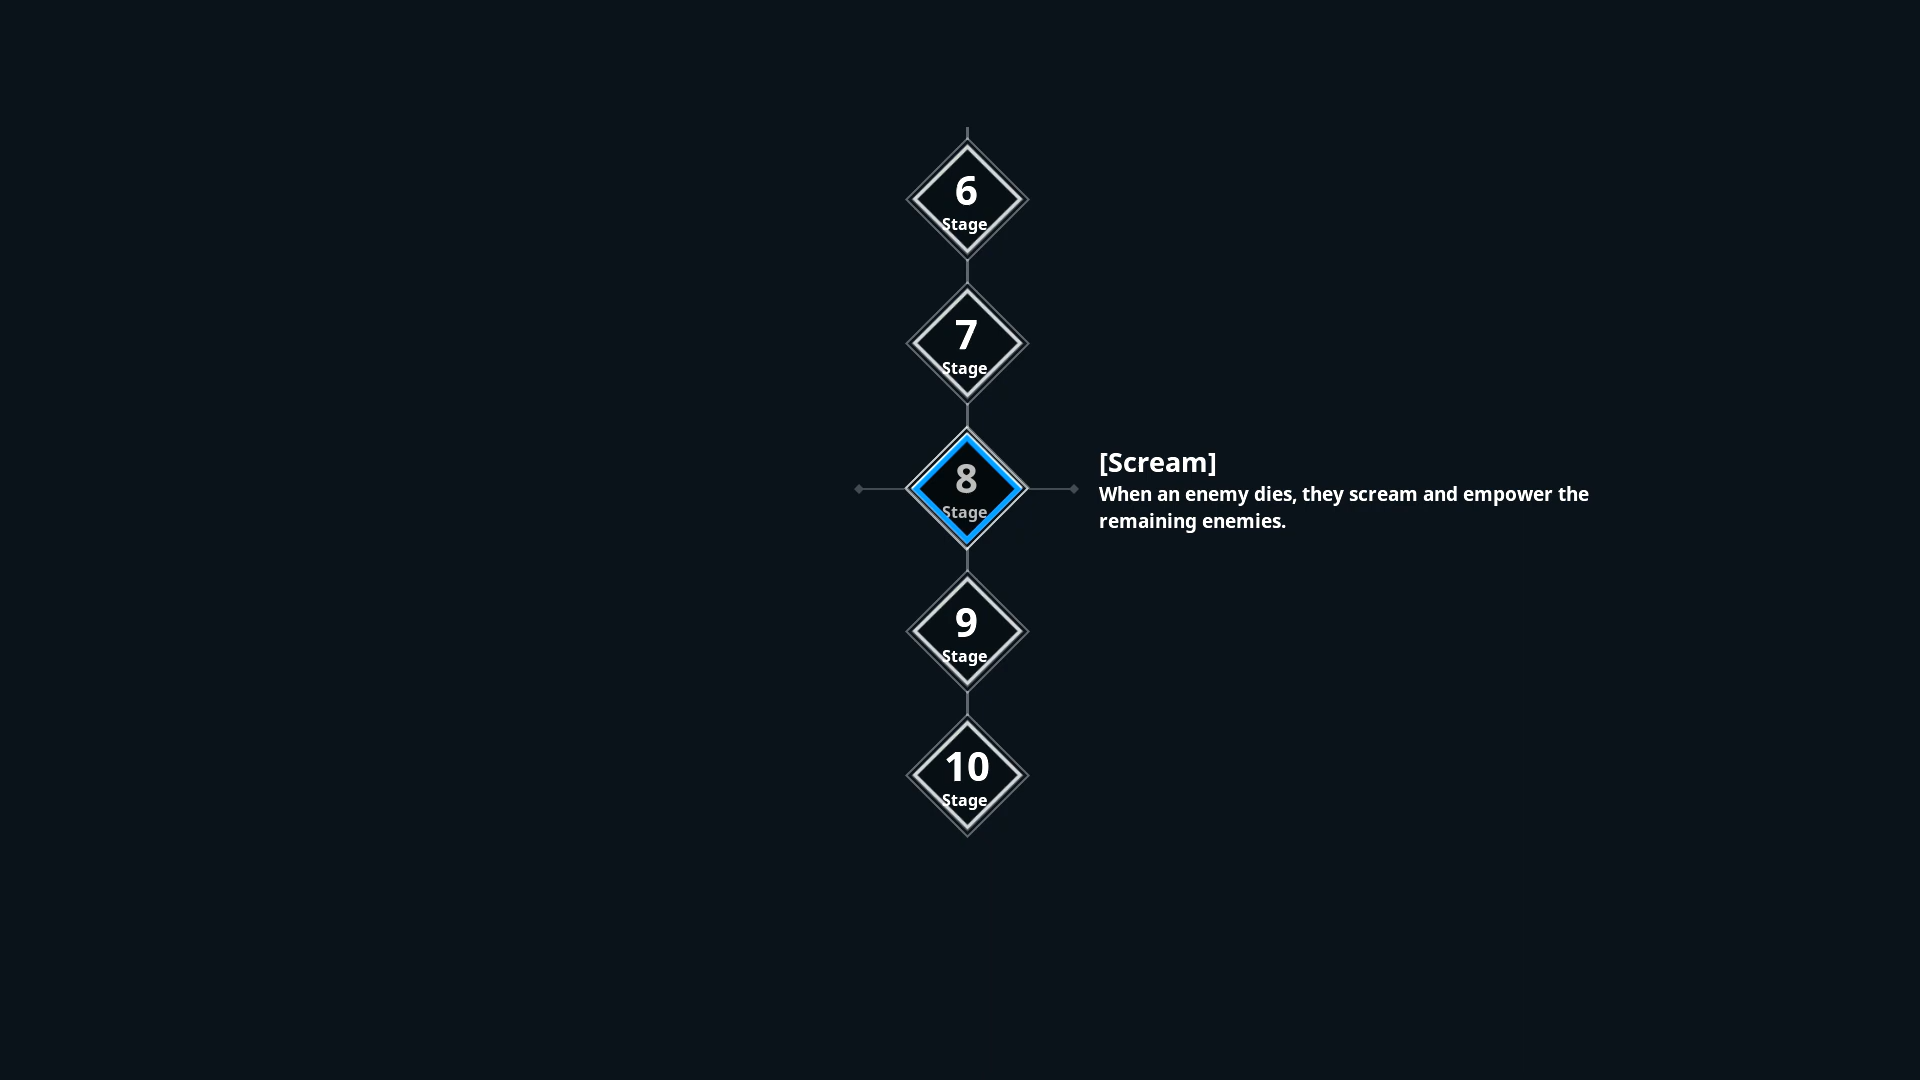 6
Stage
7
Stage
8
Stage
[Scream]
When an enemy dies, they scream and empower the
remaining enemies.
9
Stage
10
Stage